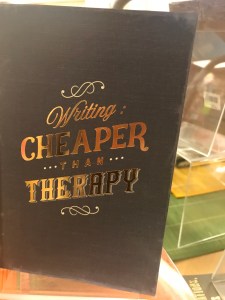 Writing:
CHEAPER
THAN
THERAPY